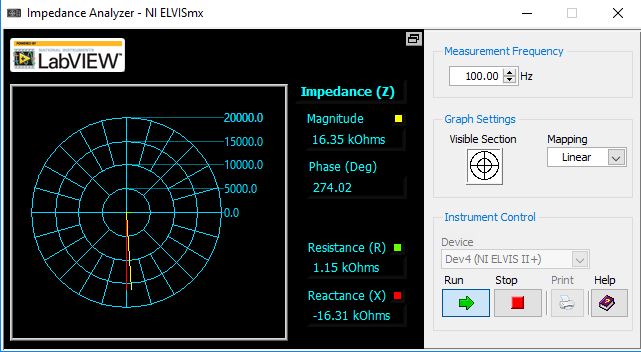 Impedance Analyzer - NI ELVISmx
POWERED BY
NATIONAL INSTRUMENTS
LabVIEW™
20000.0
15000.0
10000.0
5000.0
0.0
Impedance (Z)
Magnitude
16.35 kOhms
Phase (Deg)
274.02
Resistance (R)
1.15 kOhms
Reactance (X)
-16.31 kOhms
Measurement Frequency
100.00 Hz
Graph Settings
Visible Section
Mapping
Linear
Instrument Control
Device
Dev4 (NI ELVIS II+)
Run Stop Print Help